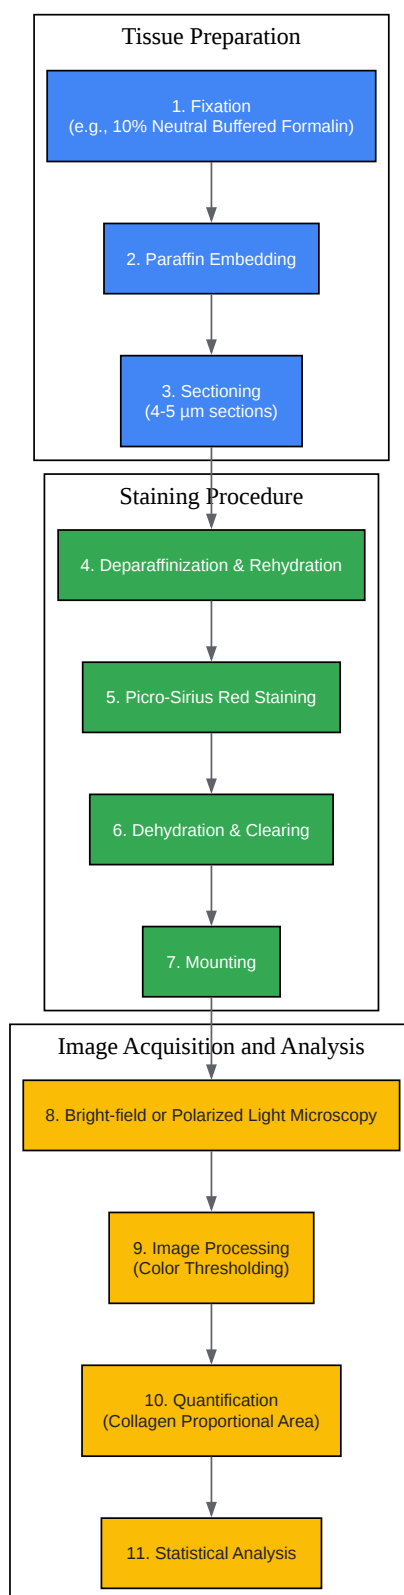 Tissue Preparation
1. Fixation
(e.g., 10% Neutral Buffered Formalin)
2. Paraffin Embedding
3. Sectioning
(4-5 µm sections)
Staining Procedure
4. Deparaffinization & Rehydration
5. Picro-Sirius Red Staining
6. Dehydration & Clearing
7. Mounting
Image Acquisition and Analysis
8. Bright-field or Polarized Light Microscopy
9. Image Processing
(Color Thresholding)
10. Quantification
(Collagen Proportional Area)
11. Statistical Analysis